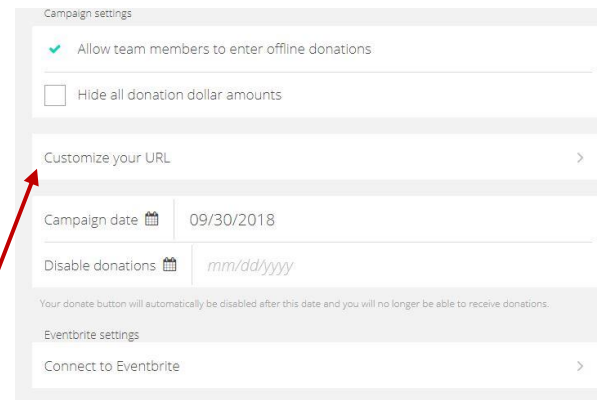 Campaign settings
Allow team members to enter offline donations
Hide all donation dollar amounts
Customize your URL
Campaign date 09/30/2018
Disable donations mm/dd/yyyy
Your donate button will automatically be disabled after this date and you will no longer be able to receive donations.
Eventbrite settings
Connect to Eventbrite